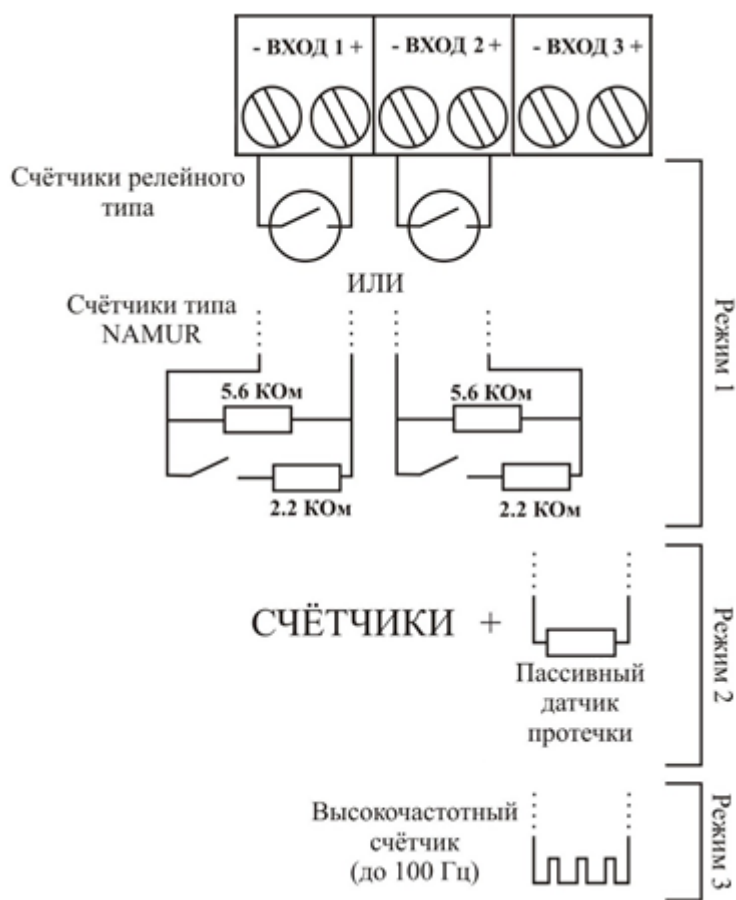 - ВХОД 1 +
- ВХОД 2 +
- ВХОД 3 +
Счётчики релейного
типа
ИЛИ
Счётчики типа
NAMUR
5.6 КОм
5.6 КОм
2.2 КОм
2.2 КОм
Режим 1
СЧЁТЧИКИ +
Пассивный
датчик
протечки
Режим 2
Высокочастотный
счётчик
(до 100 Гц)
Режим 3